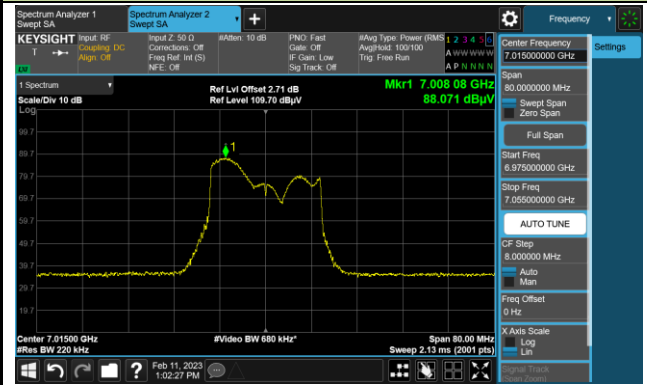 Spectrum Analyzer 1
Swept SA
Spectrum Analyzer 2
Swept SA
+
Frequency
KEYSIGHT
T
LXI
Input: RF
Coupling: DC
Align: Off
Input Z: 50 Ω
Corrections: Off
Freq Ref: Int (S)
NFE: Off
#Atten: 10 dB
PNO: Fast
Gate: Off
IF Gain: Low
Sig Track: Off
#Avg Type: Power (RMS
Avg|Hold: 100/100
Trig: Free Run
1 2 3 4 5 6
A W W W W W
A P N N N N
1 Spectrum
Scale/Div 10 dB
Log
Ref Lvl Offset 2.71 dB
Ref Level 109.70 dBµV
Mkr1 7.008 08 GHz
88.071 dBµV
99.7
89.7
79.7
69.7
59.7
49.7
39.7
29.7
19.7
1
Center 7.01500 GHz
#Res BW 220 kHz
#Video BW 680 kHz*
Span 80.00 MHz
Sweep 2.13 ms (2001 pts)
Feb 11, 2023
1:02:27 PM
Center Frequency
7.015000000 GHz
Span
80.0000000 MHz
Swept Span
Zero Span
Full Span
Start Freq
6.975000000 GHz
Stop Freq
7.055000000 GHz
AUTO TUNE
CF Step
8.000000 MHz
Auto
Man
Freq Offset
0 Hz
X Axis Scale
Log
Lin
Signal Track
(Span Zoom)
Settings